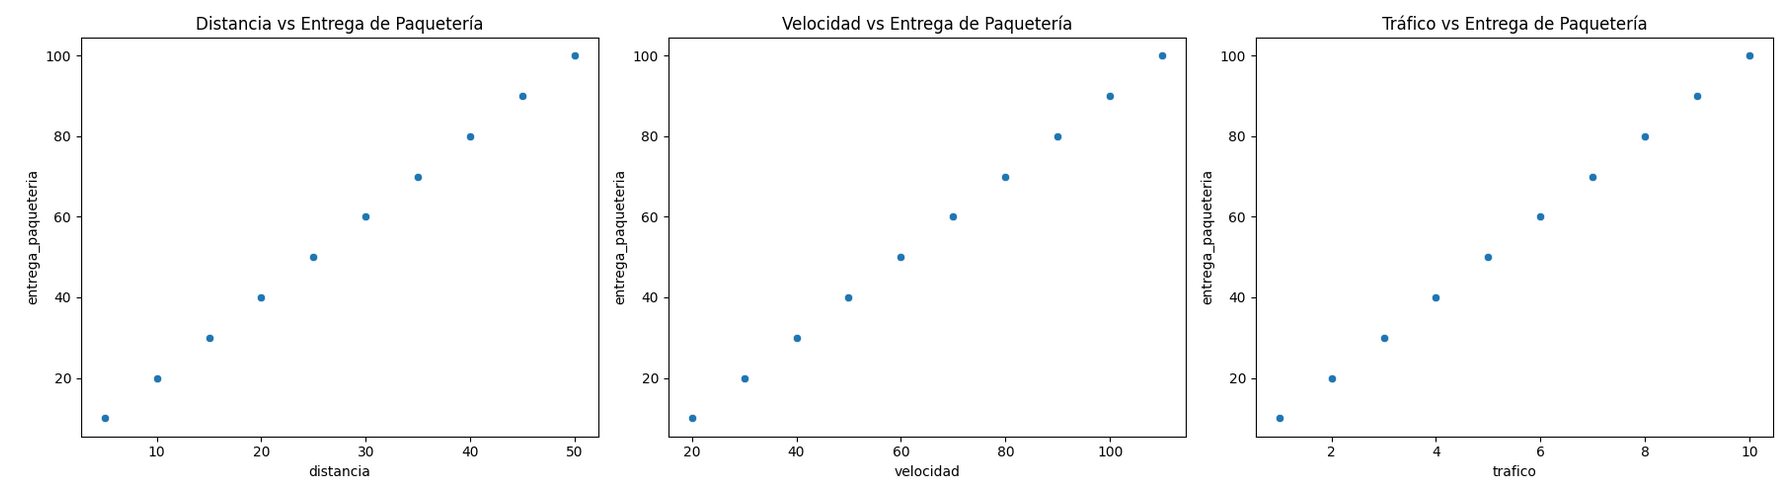 Distancia vs Entrega de Paquetería
100
80
60
40
20
entrega_paqueteria
10 20 30 40 50
distancia
Velocidad vs Entrega de Paquetería
100
80
60
40
20
entrega_paqueteria
20 40 60 80 100
velocidad
Tráfico vs Entrega de Paquetería
100
80
60
40
20
entrega_paqueteria
2 4 6 8 10
trafico